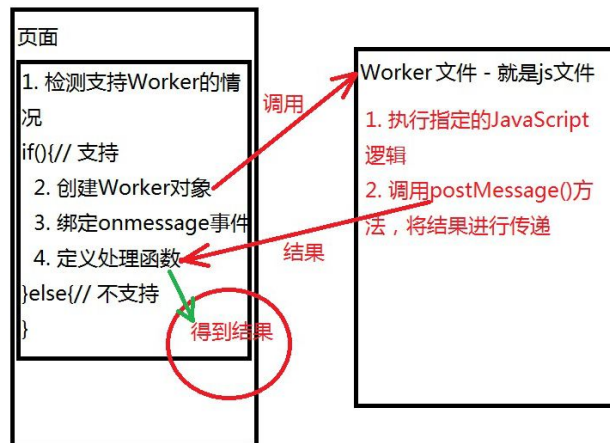 页面
1. 检测支持Worker的情
况
if(){// 支持
2. 创建Worker对象
3. 绑定onmessage事件
4. 定义处理函数
}else{// 不支持
}
得到结果
调用
结果
Worker 文件 - 就是js文件
1. 执行指定的JavaScript
逻辑
2. 调用postMessage()方
法，将结果进行传递